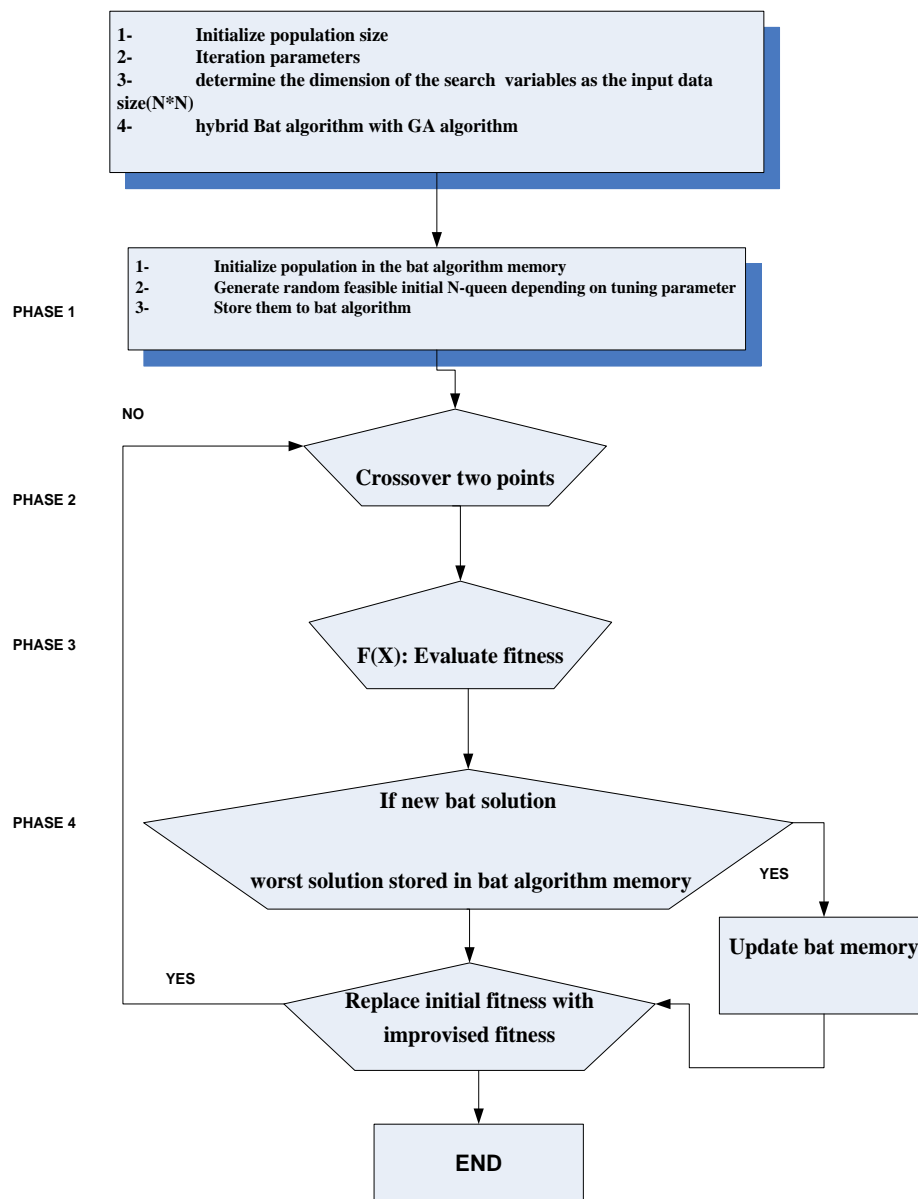 1- Initialize population size
2- Iteration parameters
3- determine the dimension of the search variables as the input data
size(N*N)
4- hybrid Bat algorithm with GA algorithm
1- Initialize population in the bat algorithm memory
2- Generate random feasible initial N-queen depending on tuning parameter
3- Store them to bat algorithm
PHASE 1
NO
Crossover two points
PHASE 2
PHASE 3
F(X): Evaluate fitness
If new bat solution
PHASE 4
worst solution stored in bat algorithm memory
YES
Update bat memory
YES
Replace initial fitness with
improvised fitness
END